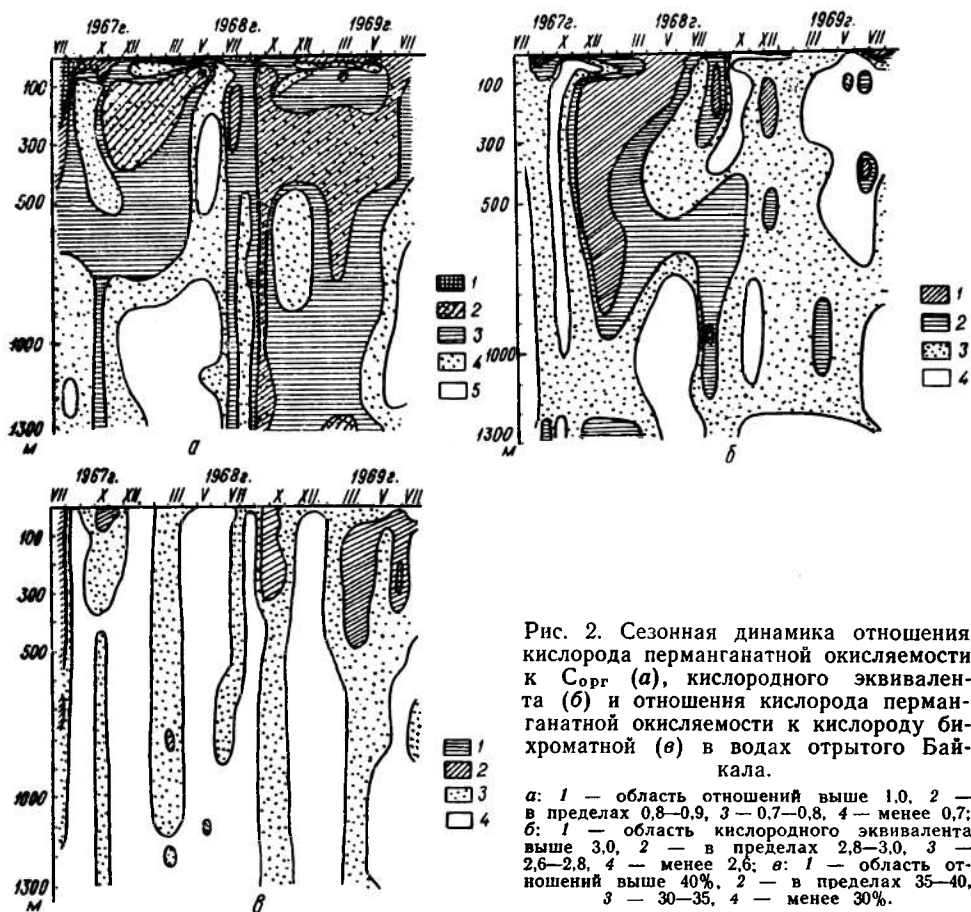 1967г. 1968г. 1969г.
VII X XII III V VII X XII III V VII
100
300
500
1000
1300
м
1
2
3
4
5
а
1967г. 1968г. 1969г.
VII X XII III V VII X XII III V VII
100
300
500
1000
1300
м
1
2
3
4
б
1967г. 1968г. 1969г.
VII X XII. III V VII X XII. III V VII.
100
300
500
1000
1300
м
1
2
3
4
в
Рис. 2. Сезонная динамика отношения
кислорода перманганатной окисляемости
к Сорг (а), кислородного эквивален-
та (б) и отношения кислорода перман-
ганатной окисляемости к кислороду би-
хроматной (в) в водах отрытого Бай-
кала.
а: 1 — область отношений выше 1,0, 2 —
в пределах 0,8—0,9, 3 — 0,7—0,8, 4 — менее 0,7;
б: 1 — область кислородного эквивалента
выше 3,0, 2 — в пределах 2,8—3,0, 3 —
2,6—2,8, 4 — менее 2,6; в: 1 — область от-
ношений выше 40%, 2 — в пределах 35—40,
3 — 30—35, 4 — менее 30%.